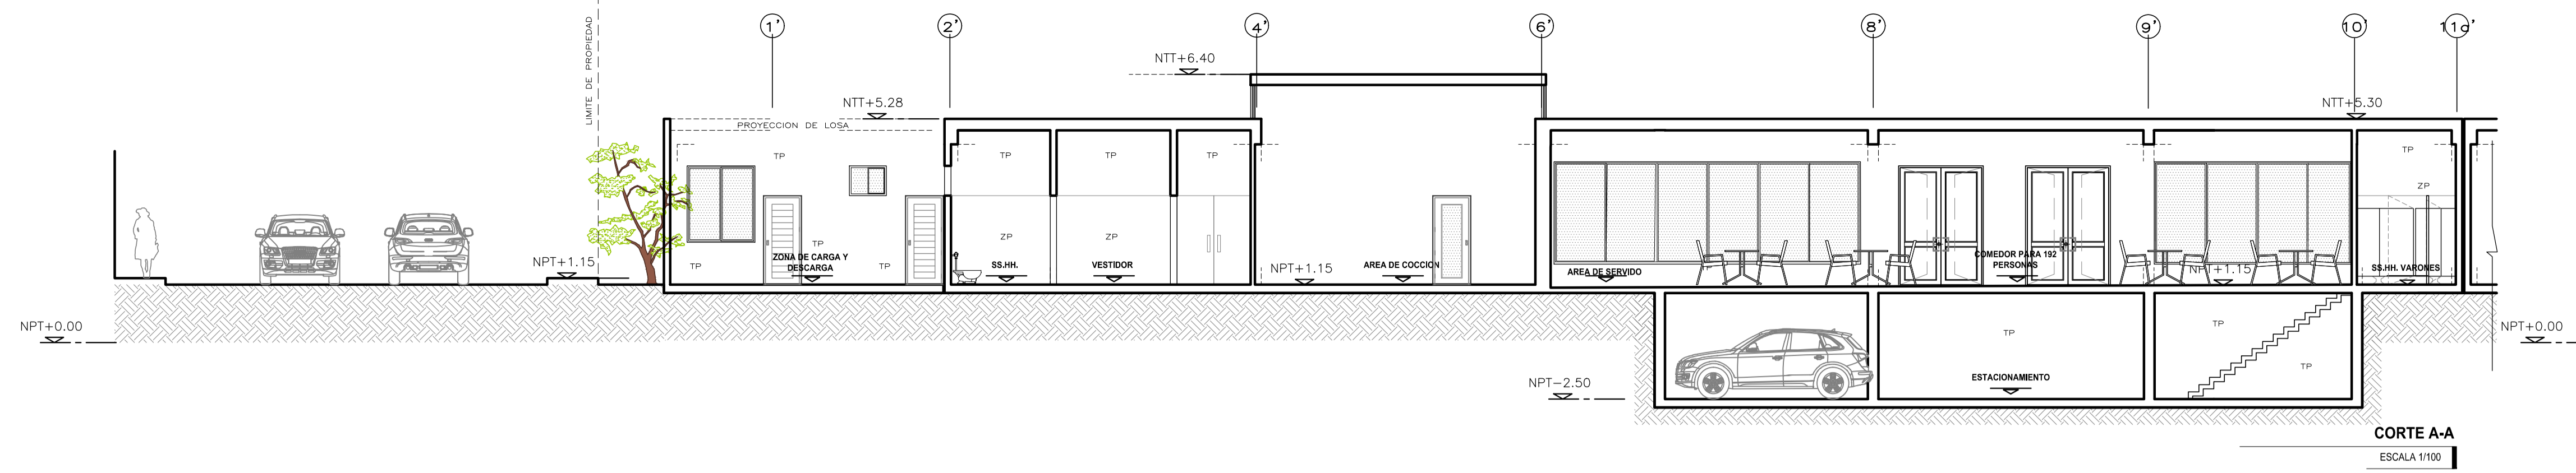 LIMITE DE PROPIEDAD
1'
2'
4'
6'
8'
9'
10'
11d'
NTT+6.40
NTT+5.28
NTT+5.30
PROYECCION DE LOSA
TP
TP
TP
TP
TP
ZP
ZP
ZP
TP
TP
TP
NPT+1.15
ZONA DE CARGA Y
DESCARGA
SS.HH.
VESTIDOR
NPT+1.15
AREA DE COCCION
AREA DE SERVIDO
COMEDOR PARA 192
PERSONAS
NPT+1.15
SS.HH. VARONES
NPT+0.00
NPT+0.00
TP
TP
TP
NPT-2.50
ESTACIONAMIENTO
CORTE A-A
ESCALA 1/100